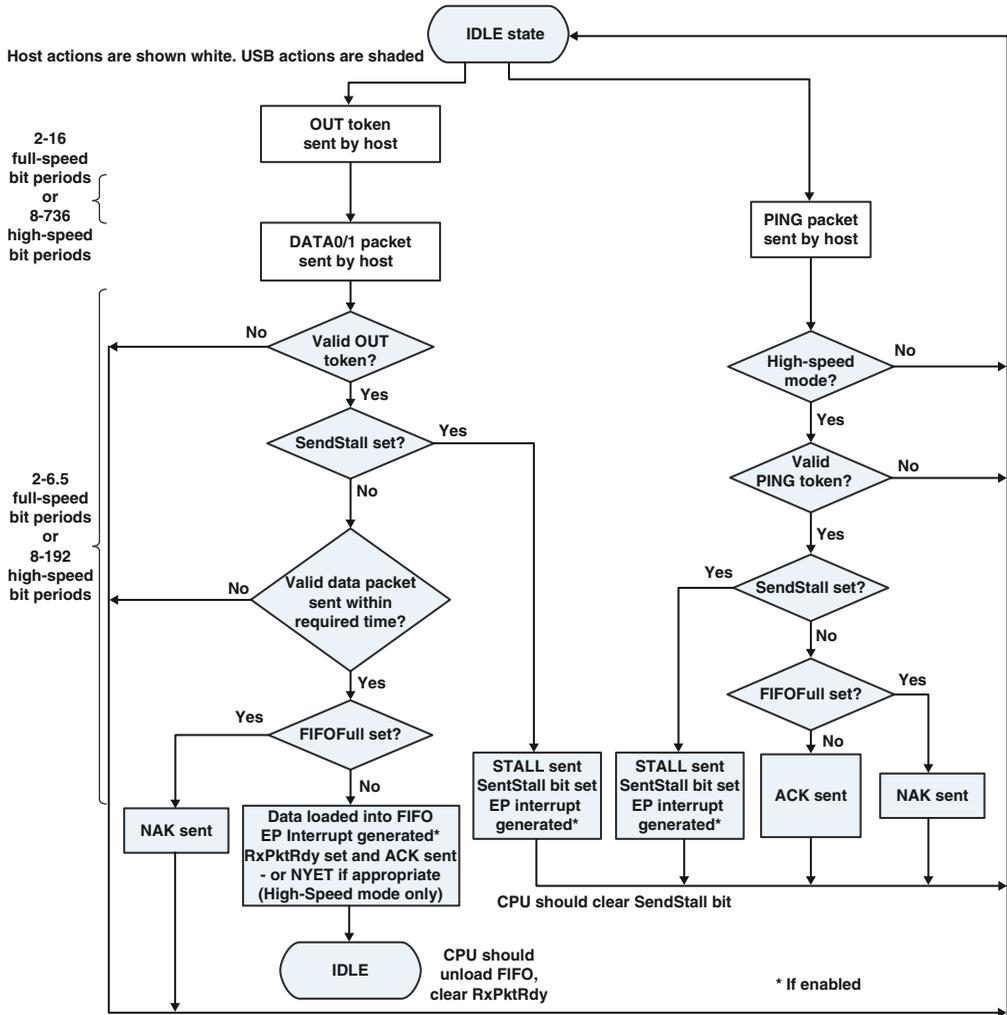 IDLE state
Host actions are shown white. USB actions are shaded
OUT token
sent by host
2-16
full-speed
bit periods
or
8-736
high-speed
bit periods
DATA0/1 packet
sent by host
PING packet
sent by host
No
Valid OUT
token?
Yes
High-speed
mode?
No
Yes
SendStall set?
Yes
No
Valid
PING token?
No
Yes
2-6.5
full-speed
bit periods
or
8-192
high-speed
bit periods
No
Valid data packet
sent within
required time?
Yes
Yes
SendStall set?
No
Yes
FIFOFull set?
No
FIFOFull set?
Yes
No
NAK sent
Data loaded into FIFO
EP Interrupt generated*
RxPktRdy set and ACK sent
- or NYET if appropriate
(High-Speed mode only)
STALL sent
SentStall bit set
EP interrupt
generated*
STALL sent
SentStall bit set
EP interrupt
generated*
ACK sent
NAK sent
CPU should clear SendStall bit
IDLE
CPU should
unload FIFO,
clear RxPktRdy
* If enabled